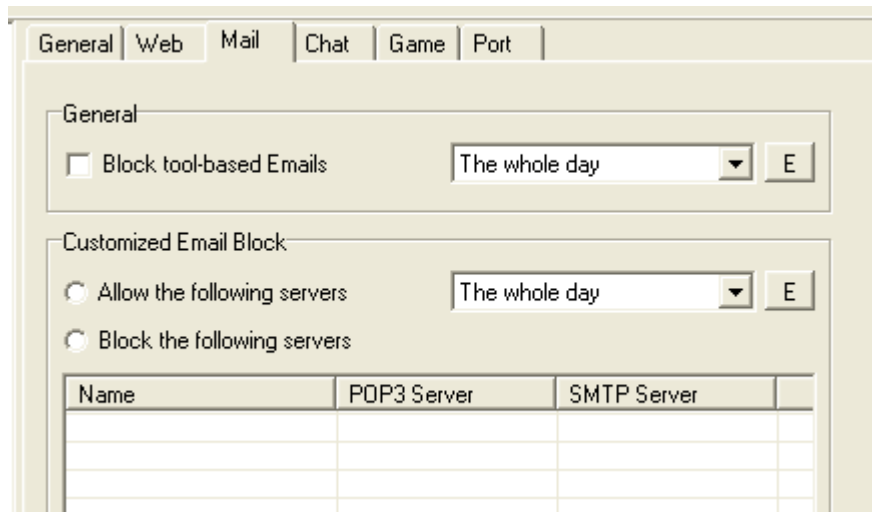 General Web Mail Chat Game Port
General
Block tool-based Emails The whole day E
Customized Email Block
Allow the following servers The whole day E
Block the following servers
Name POP3 Server SMTP Server